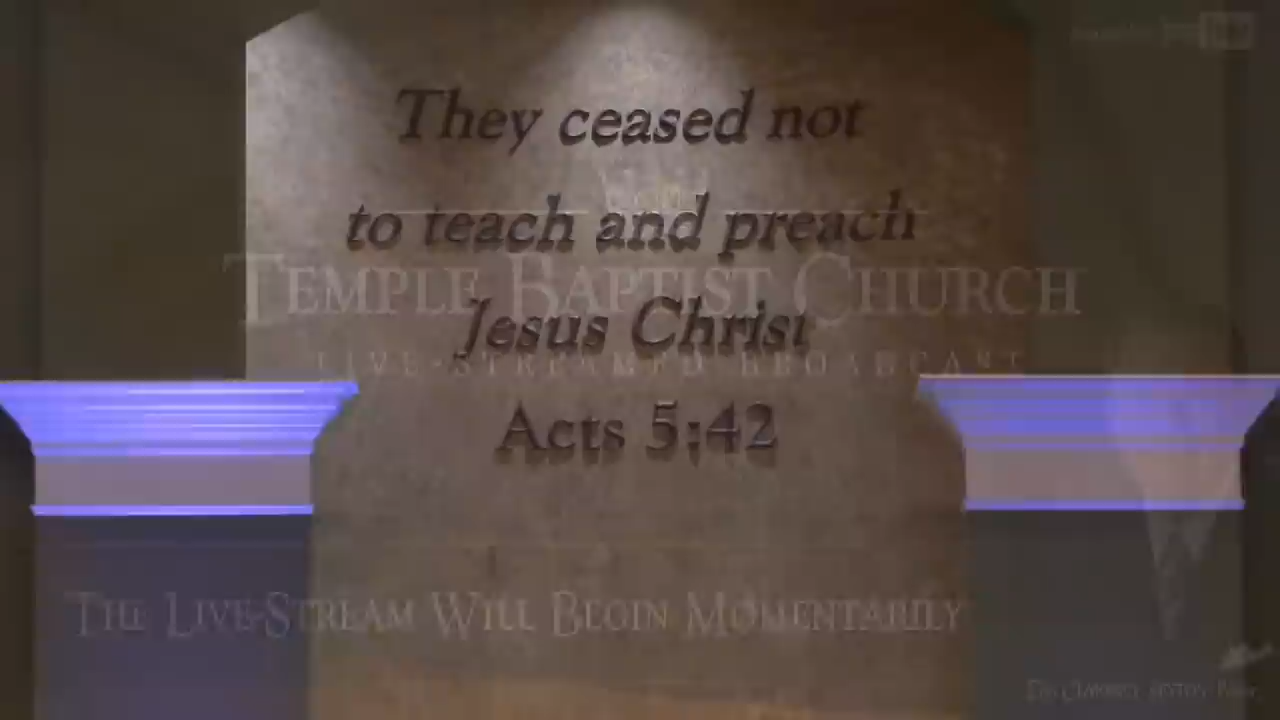 They ceased not
to teach and preach
TEMPLE BAPTIST CHURCH
Jesus Christ
LIVE-STREAMED BROADCAST
Acts 5:42
THE LIVE-STREAM WILL BEGIN MOMENTARILY